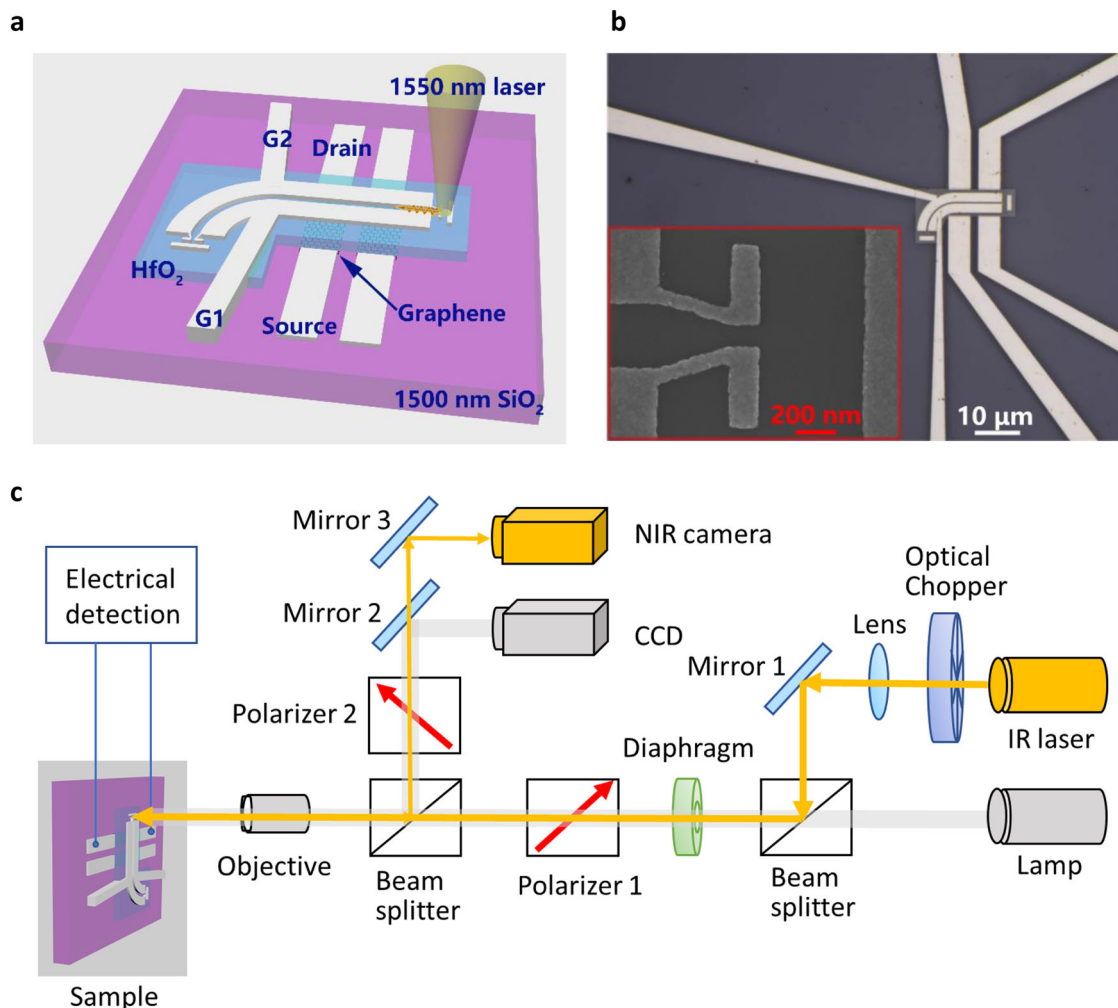 a
1550 nm laser
G2
Drain
HfO₂
Graphene
G1
Source
1500 nm SiO₂
b
200 nm
10 μm
c
Mirror 3
NIR camera
Electrical
detection
Optical
Chopper
Mirror 2
CCD
Lens
Mirror 1
Polarizer 2
IR laser
Diaphragm
Objective
Beam
splitter
Polarizer 1
Beam
splitter
Lamp
Sample